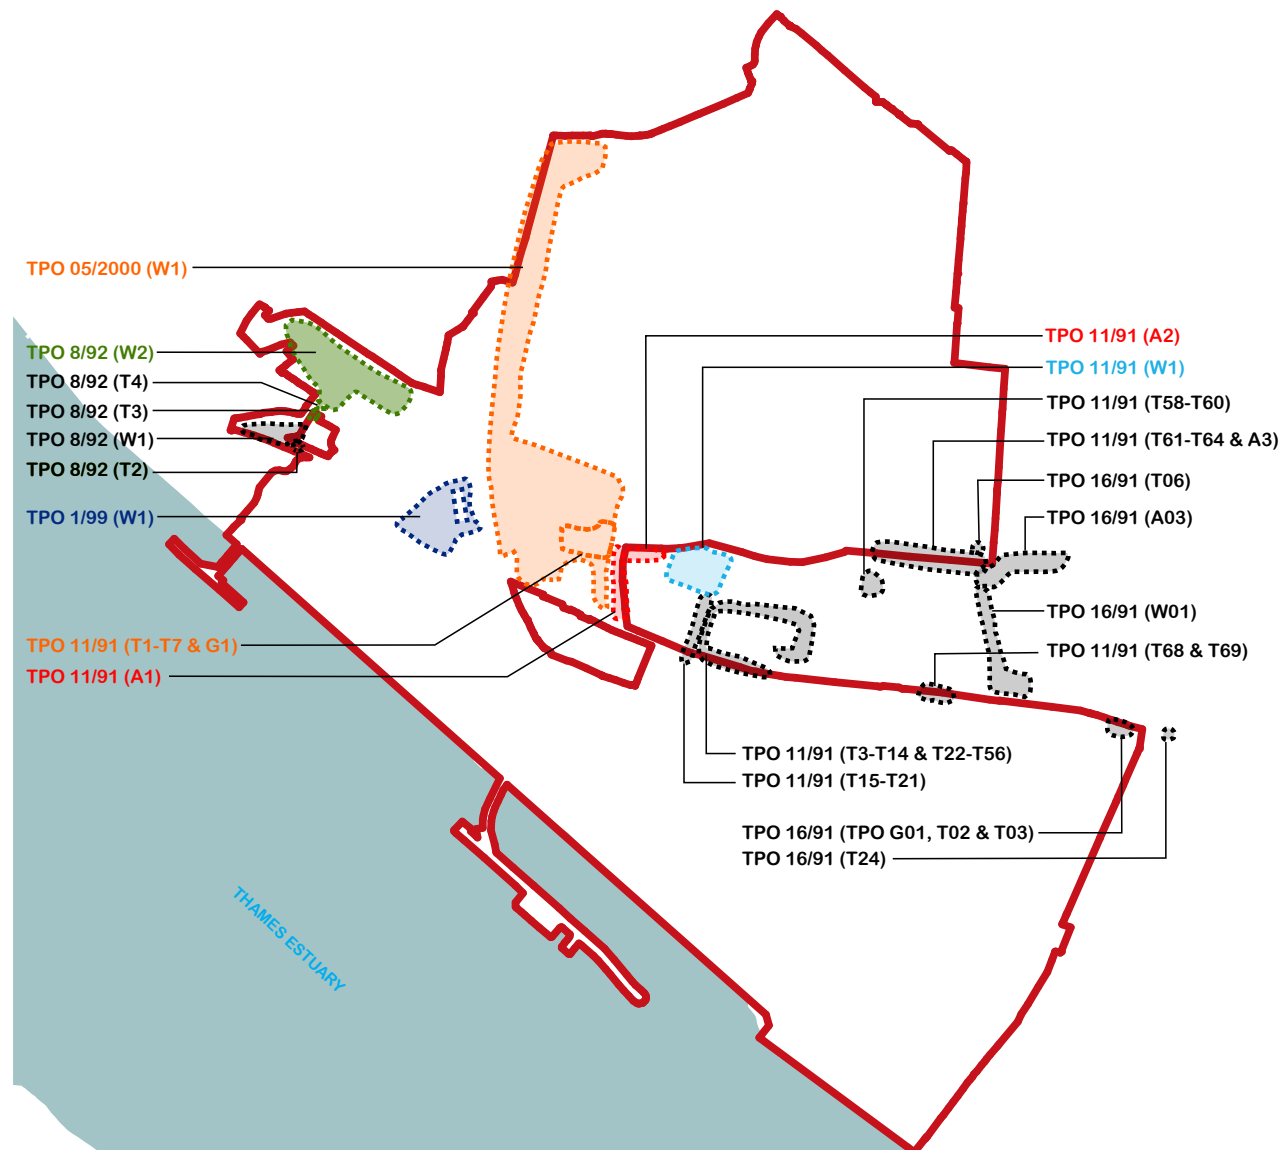 TPO 05/2000 (W1)
TPO 8/92 (W2)
TPO 8/92 (T4)
TPO 8/92 (T3)
TPO 8/92 (W1)
TPO 8/92 (T2)
TPO 1/99 (W1)
TPO 11/91 (T1-T7 & G1)
TPO 11/91 (A1)
TPO 11/91 (A2)
TPO 11/91 (W1)
TPO 11/91 (T58-T60)
TPO 11/91 (T61-T64 & A3)
TPO 16/91 (T06)
TPO 16/91 (A03)
TPO 16/91 (W01)
TPO 11/91 (T68 & T69)
TPO 11/91 (T3-T14 & T22-T56)
TPO 11/91 (T15-T21)
TPO 16/91 (TPO G01, T02 & T03)
TPO 16/91 (T24)
THAMES ESTUARY